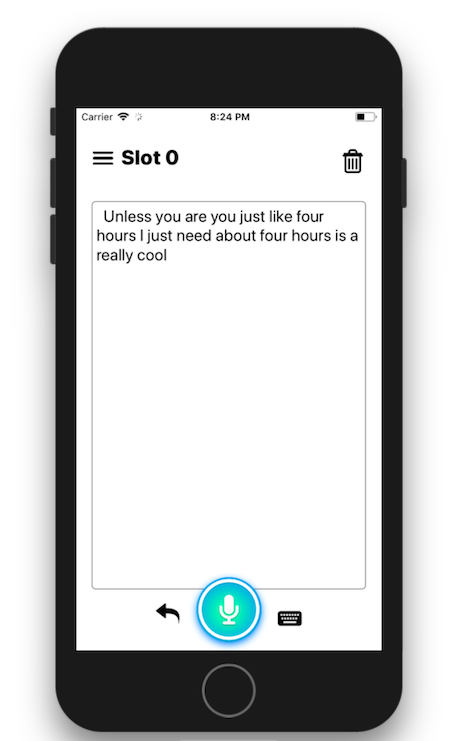 Carrier 8:24 PM
Slot 0
Unless you are you just like four
hours I just need about four hours is a
really cool